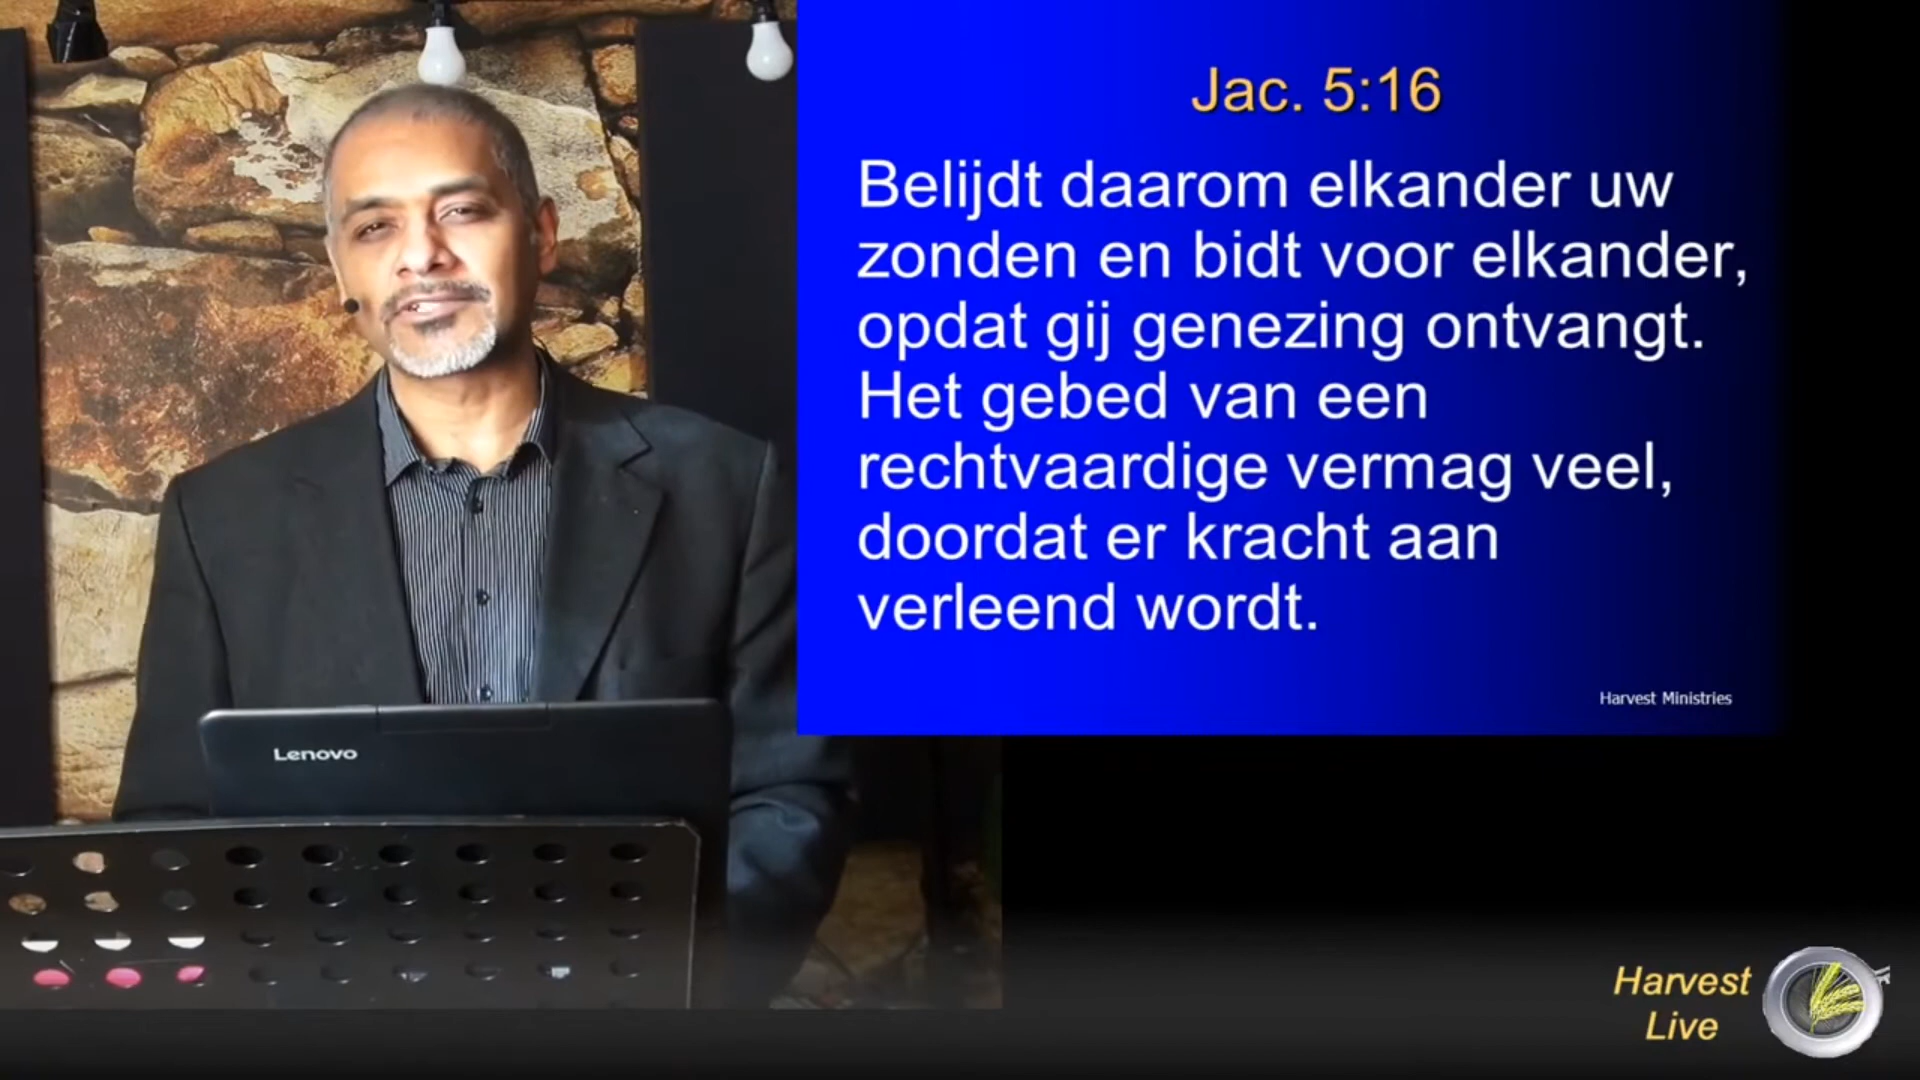 Jac. 5:16
Belijdt daarom elkander uw
zonden en bidt voor elkander,
opdat gij genezing ontvangt.
Het gebed van een
rechtvaardige vermag veel,
doordat er kracht aan
verleend wordt.
Harvest Ministries
Lenovo
Harvest
Live